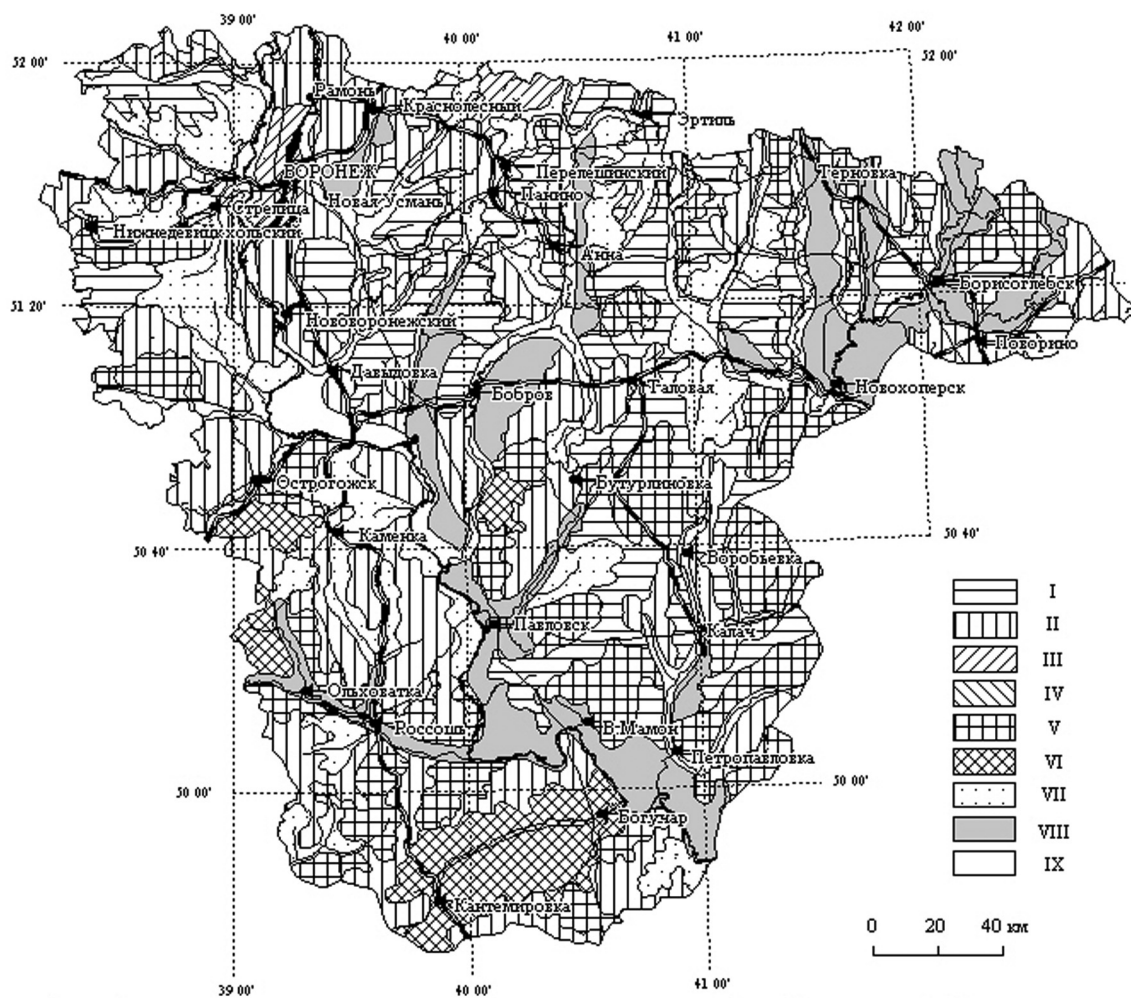 39 00'
40 00'
41 00'
42 00'
52 00'
52 00'
Рамонь
Краснолесный
Эртиль
ВОРОНЕЖ
Перелешинский
Терновка
Новая Усмань
Панино
Стрелица
Нижнедевицк
хольский
Анна
Борисоглебск
51 20'
51 20'
Нововоронежский
Поворино
Давыдовка
Бобров
Таловая
Новохоперск
Острогожск
Бутурлиновка
Каменка
50 40'
50 40'
Воробьевка
I
Павловск
Калач
II
III
Ольховатка
IV
Россошь
В.Мамон
V
Петропавловка
VI
50 00'
50 00'
VII
Богучар
VIII
IX
Кантемировка
0 20 40 км
39 00'
40 00'
41 00'